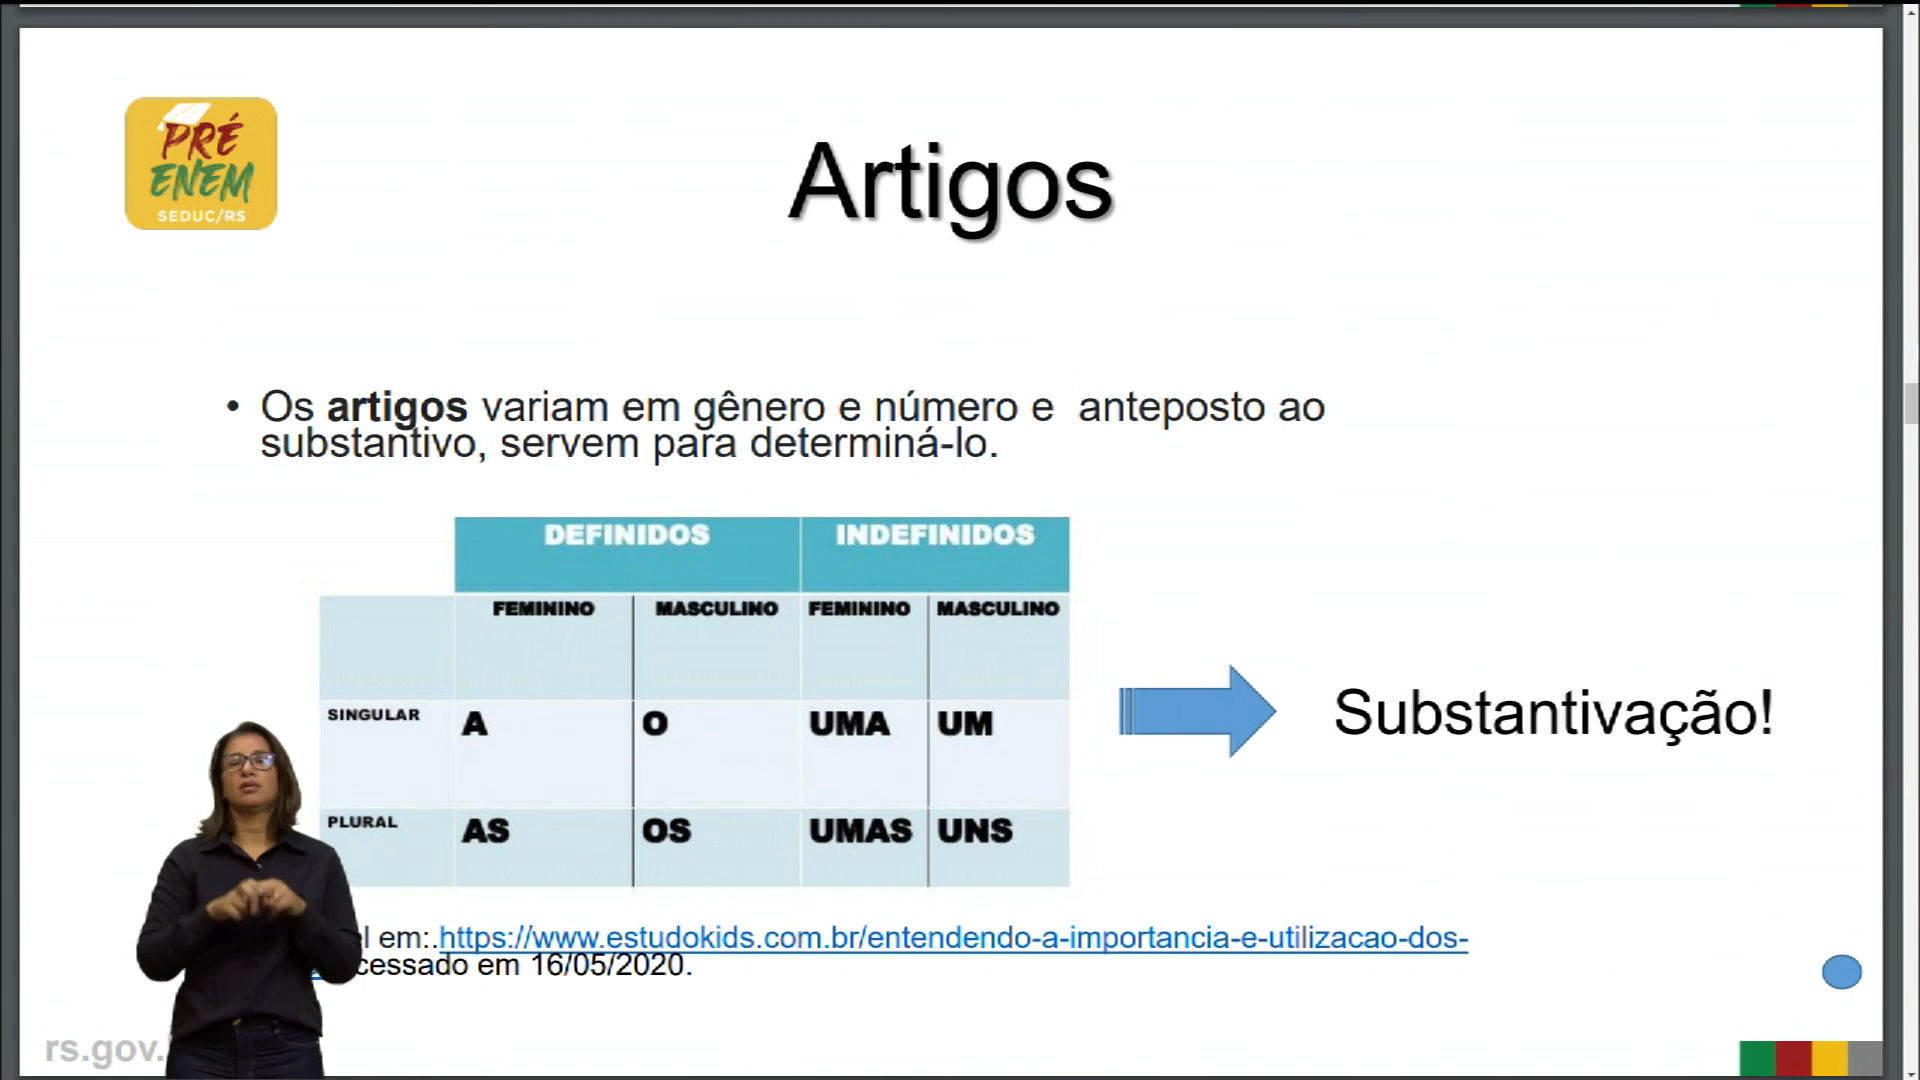 PRÉ
ENEM
SEDUC/RS
Artigos
• Os artigos variam em gênero e número e anteposto ao
substantivo, servem para determiná-lo.
DEFINIDOS INDEFINIDOS
FEMININO MASCULINO FEMININO MASCULINO
SINGULAR A O UMA UM
PLURAL AS OS UMAS UNS
Substantivação!
em:.https://www.estudokids.com.br/entendendo-a-importancia-e-utilizacao-dos-
cessado em 16/05/2020.
rs.gov.